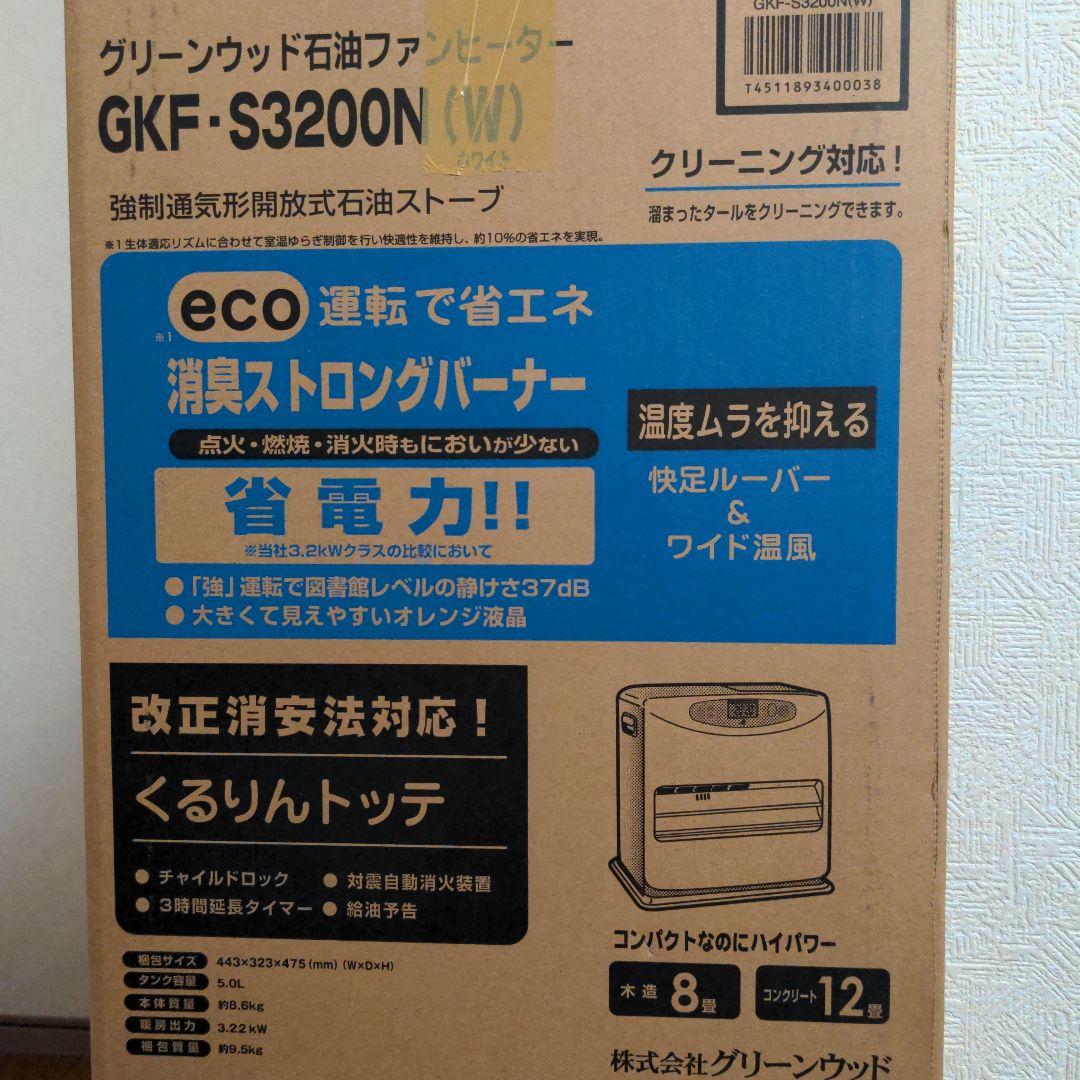 グリーンウッド石油ファンヒーター
GKF-S3200N(W)
ホワイト
強制通気形開放式石油ストーブ
※1生体適応リズムに合わせて室温ゆらぎ制御を行い快適性を維持し、約10%の省エネを実現。
GKF-S3200N(W)
T4511893400038
クリーニング対応!
溜まったタールをクリーニングできます。
eco運転で省エネ
※1
消臭ストロングバーナー
点火・燃焼・消火時もにおいが少ない
省電力!!
※当社3.2kWクラスの比較において
●「強」運転で図書館レベルの静けさ37dB
●大きくて見えやすいオレンジ液晶
温度ムラを抑える
快足ルーバー
&
ワイド温風
改正消安法対応!
くるりんトッテ
●チャイルドロック ●対震自動消火装置
●3時間延長タイマー ●給油予告
梱包サイズ 443×323×475(mm)(W×D×H)
タンク容量 5.0L
本体質量 約8.6kg
暖房出力 3.22kW
梱包質量 約9.5kg
コンパクトなのにハイパワー
木造8畳 コンクリート12畳
株式会社グリーンウッド